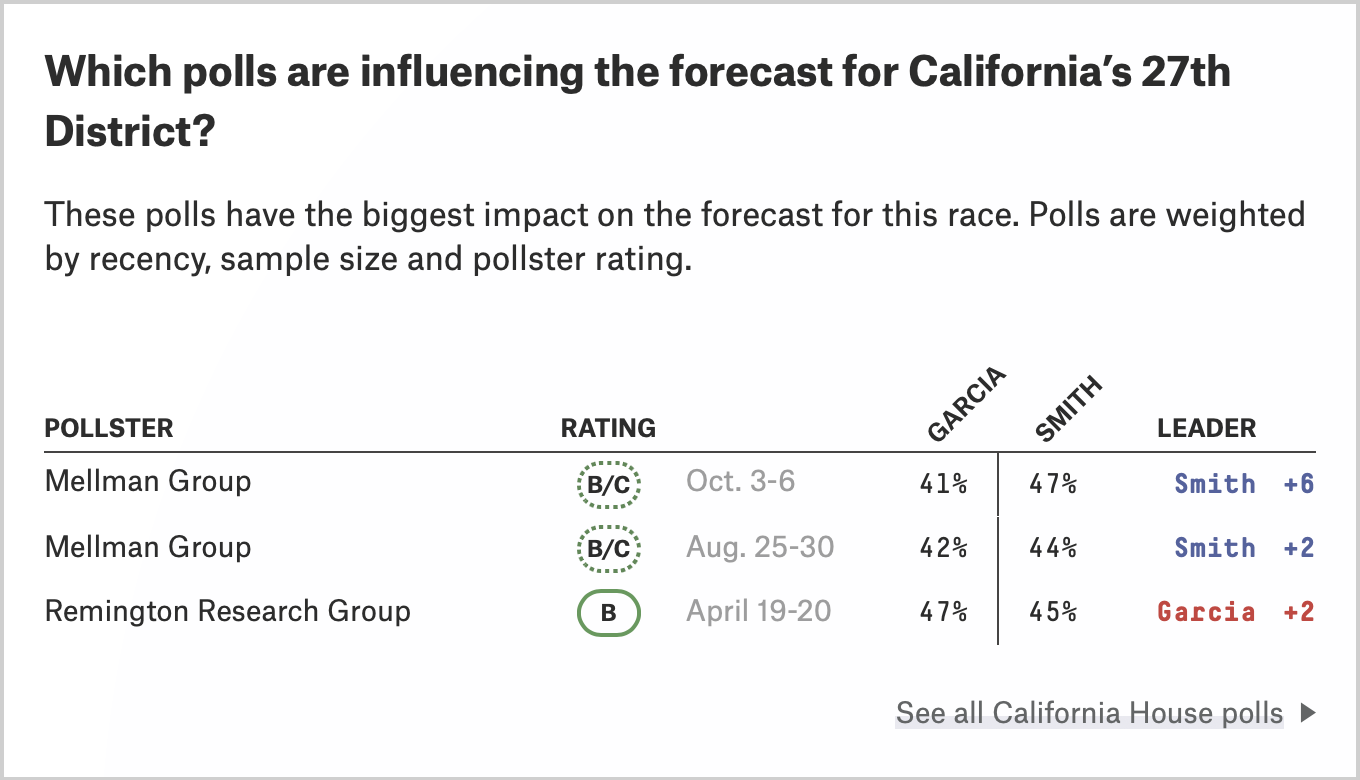 Which polls are influencing the forecast for California’s 27th
District?
These polls have the biggest impact on the forecast for this race. Polls are weighted
by recency, sample size and pollster rating.
POLLSTER RATING GARCIA SMITH LEADER
Mellman Group B/C Oct. 3-6 41% 47% Smith +6
Mellman Group B/C Aug. 25-30 42% 44% Smith +2
Remington Research Group B April 19-20 47% 45% Garcia +2
See all California House polls ▶